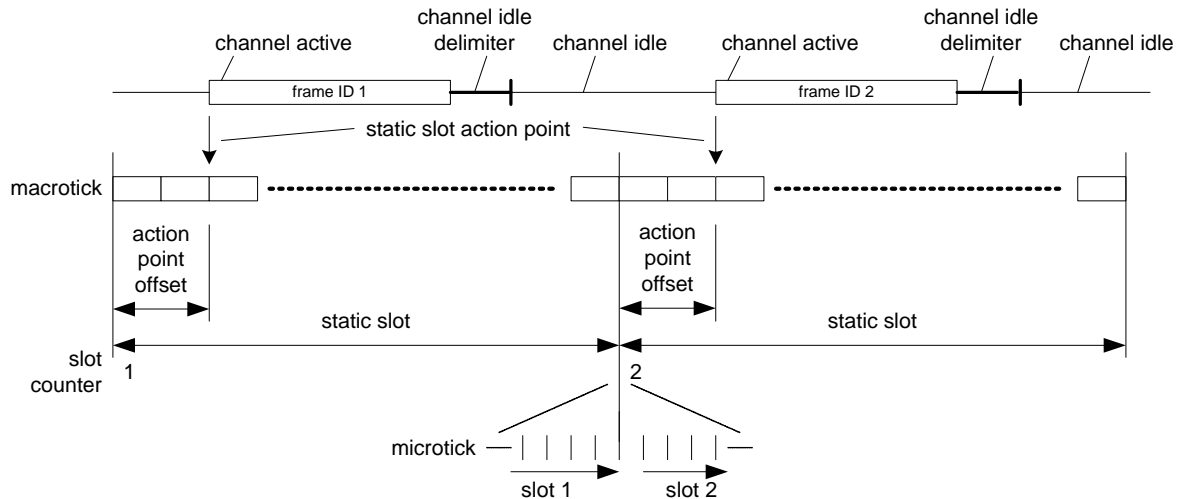 channel active
channel idle
delimiter
channel idle
channel active
channel idle
delimiter
channel idle
frame ID 1
frame ID 2
static slot action point
macrotick
action
point
offset
action
point
offset
static slot
static slot
slot
counter
1
2
microtick
slot 1
slot 2